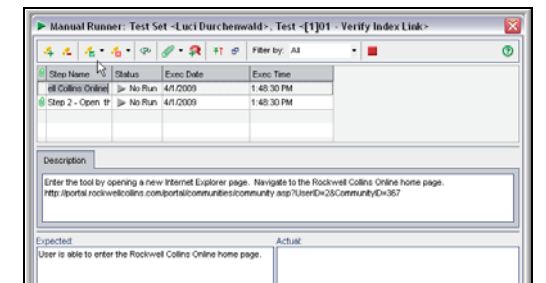 Manual Runner: Test Set <Luci Durchenwald>, Test <[1]01 - Verify Index Link>
Filter by: All
Step Name Status Exec Date Exec Time
ell Collins Online No Run 4/1/2009 1:48:30 PM
Step 2 - Open th No Run 4/1/2009 1:48:30 PM
Description
Enter the tool by opening a new Internet Explorer page. Navigate to the Rockwell Collins Online home page.
http://portal.rockwellcollins.com/portal/communities/community.asp?UserID=2&CommunityID=367
Expected: Actual:
User is able to enter the Rockwell Collins Online home page.